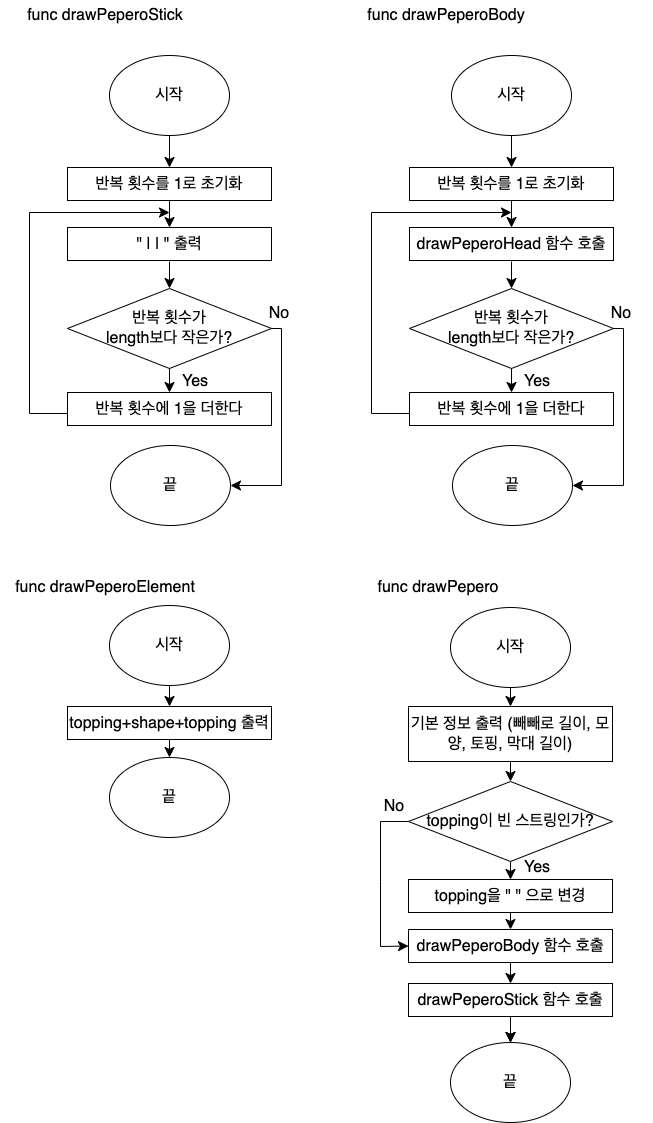 func drawPeperoStick
시작
반복 횟수를 1로 초기화
" | | " 출력
반복 횟수가
length보다 작은가?
No
Yes
반복 횟수에 1을 더한다
끝
func drawPeperoBody
시작
반복 횟수를 1로 초기화
drawPeperoHead 함수 호출
반복 횟수가
length보다 작은가?
No
Yes
반복 횟수에 1을 더한다
끝
func drawPeperoElement
시작
topping+shape+topping 출력
끝
func drawPepero
시작
기본 정보 출력 (빼빼로 길이, 모
양, 토핑, 막대 길이)
No
topping이 빈 스트링인가?
Yes
topping을 " " 으로 변경
drawPeperoBody 함수 호출
drawPeperoStick 함수 호출
끝